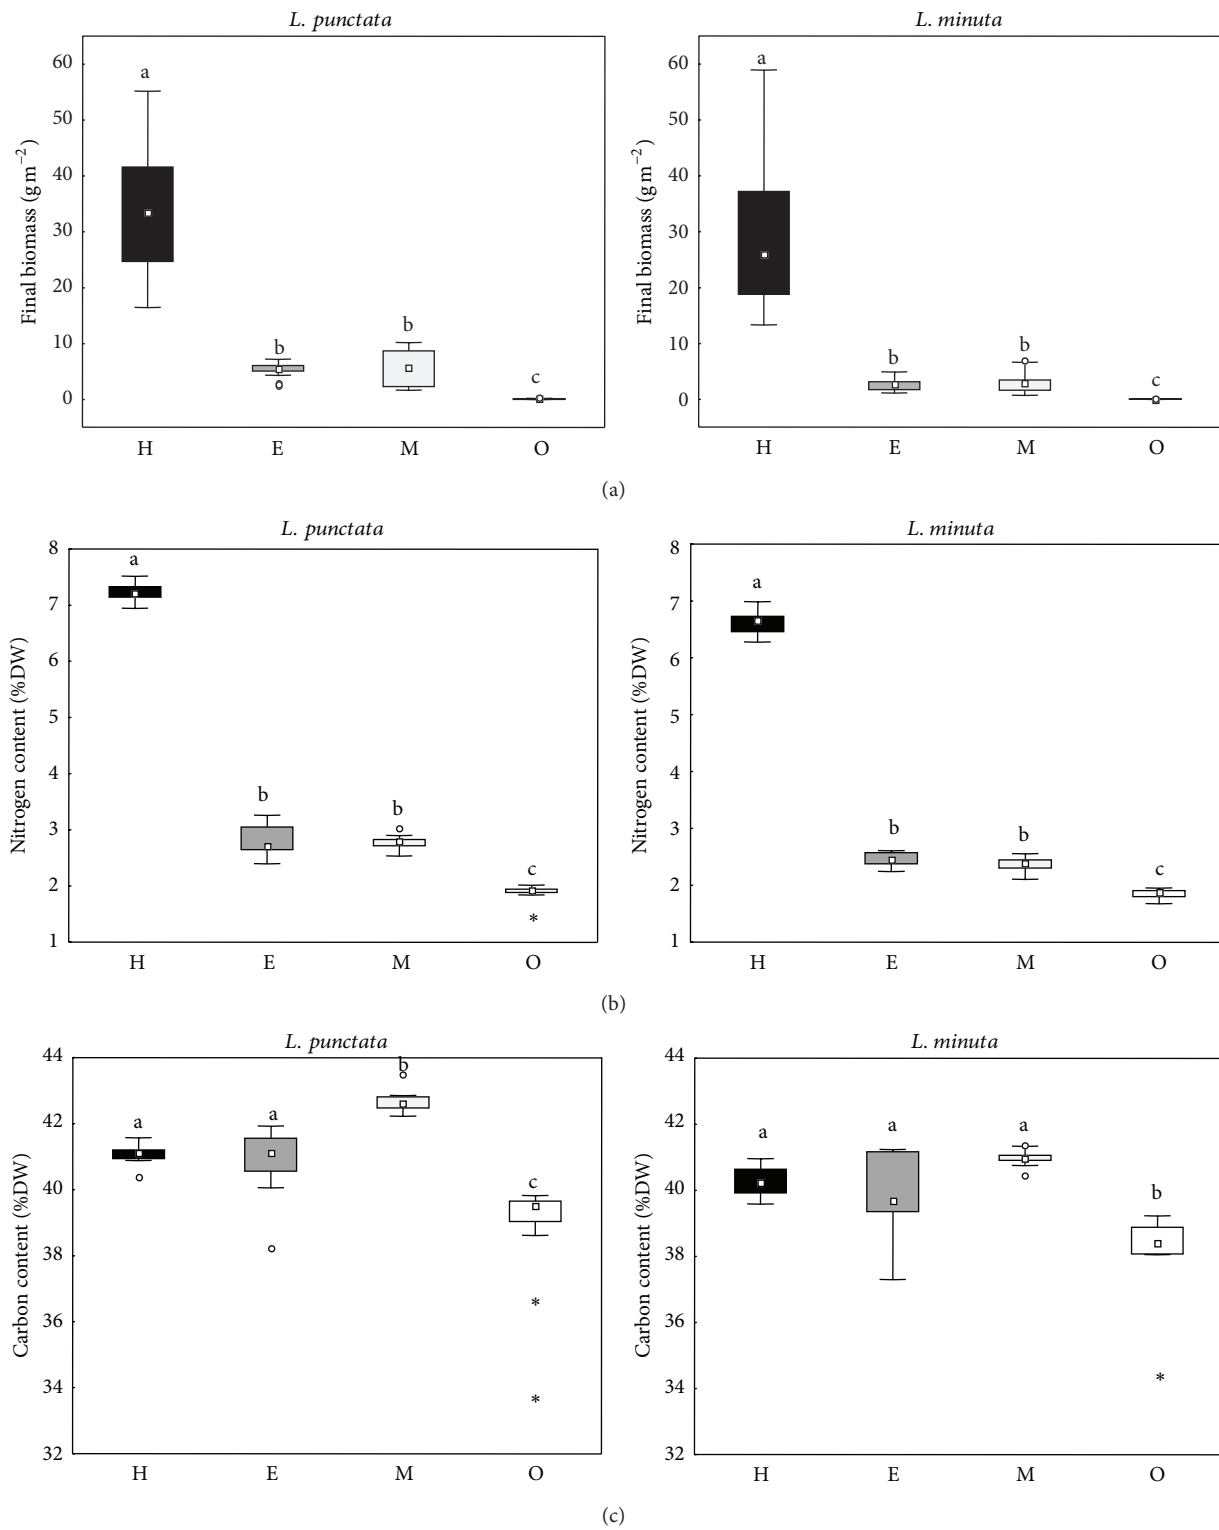 L. punctata
L. minuta
Final biomass (g m⁻²)
60
50
40
30
20
10
0
a
b
b
c
H E M O
Final biomass (g m⁻²)
60
50
40
30
20
10
0
a
b
b
c
H E M O
(a)
L. punctata
L. minuta
Nitrogen content (%DW)
8
7
6
5
4
3
2
1
a
b
b
c
*
H E M O
Nitrogen content (%DW)
8
7
6
5
4
3
2
1
a
b
b
c
H E M O
(b)
L. punctata
L. minuta
Carbon content (%DW)
44
42
40
38
36
34
32
a
a
b
c
*
*
H E M O
Carbon content (%DW)
44
42
40
38
36
34
32
a
a
a
b
*
H E M O
(c)